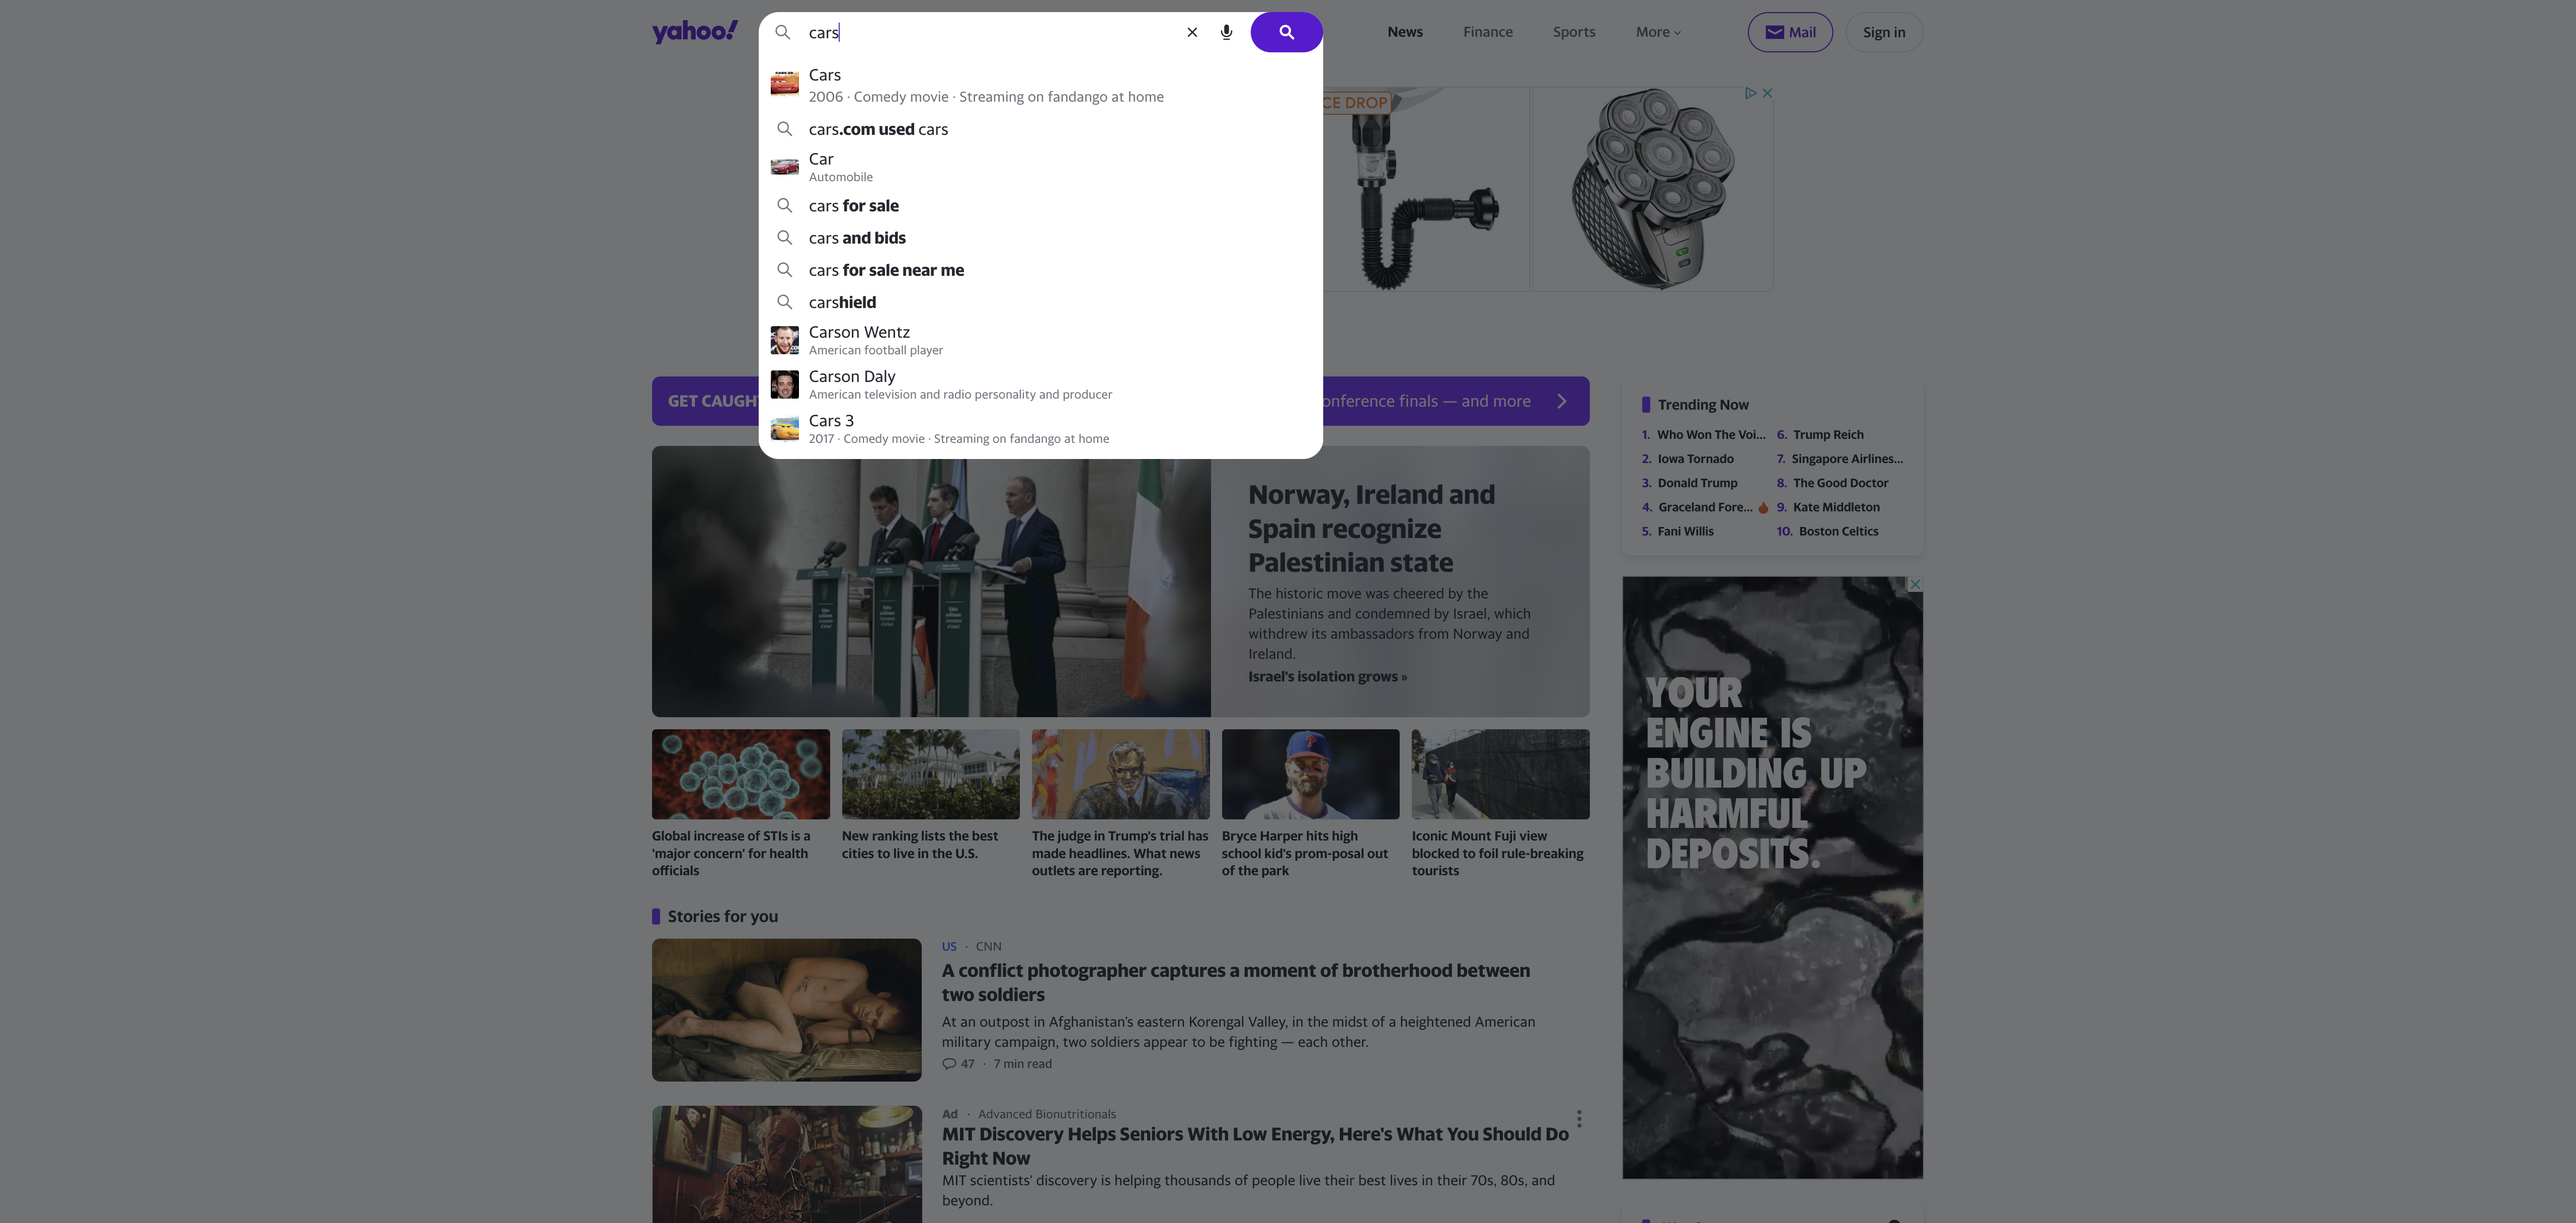 yahoo!
cars
News
Finance
Sports
More
Mail
Sign in
Cars
2006 · Comedy movie · Streaming on fandango at home
cars.com used cars
Car
Automobile
cars for sale
cars and bids
cars for sale near me
carshield
Carson Wentz
American football player
Carson Daly
American television and radio personality and producer
Cars 3
2017 · Comedy movie · Streaming on fandango at home
CE DROP
GET CAUGH
onference finals — and more
Norway, Ireland and
Spain recognize
Palestinian state
The historic move was cheered by the
Palestinians and condemned by Israel, which
withdrew its ambassadors from Norway and
Ireland.
Israel's isolation grows »
Global increase of STIs is a
'major concern' for health
officials
New ranking lists the best
cities to live in the U.S.
The judge in Trump's trial has
made headlines. What news
outlets are reporting.
Bryce Harper hits high
school kid's prom-posal out
of the park
Iconic Mount Fuji view
blocked to foil rule-breaking
tourists
Stories for you
US · CNN
A conflict photographer captures a moment of brotherhood between
two soldiers
At an outpost in Afghanistan's eastern Korengal Valley, in the midst of a heightened American
military campaign, two soldiers appear to be fighting — each other.
47 · 7 min read
Ad · Advanced Bionutritionals
MIT Discovery Helps Seniors With Low Energy, Here's What You Should Do
Right Now
MIT scientists' discovery is helping thousands of people live their best lives in their 70s, 80s, and
beyond.
Trending Now
1. Who Won The Voi...
2. Iowa Tornado
3. Donald Trump
4. Graceland Fore...
5. Fani Willis
6. Trump Reich
7. Singapore Airlines...
8. The Good Doctor
9. Kate Middleton
10. Boston Celtics
YOUR
ENGINE IS
BUILDING UP
HARMFUL
DEPOSITS.